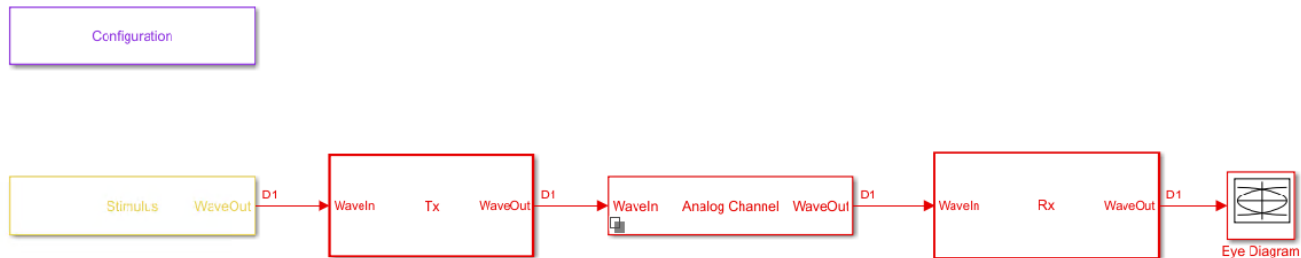 Configuration
Stimulus WaveOut D1 WaveIn Tx WaveOut D1 WaveIn Analog Channel WaveOut D1 WaveIn Rx WaveOut D1
Eye Diagram